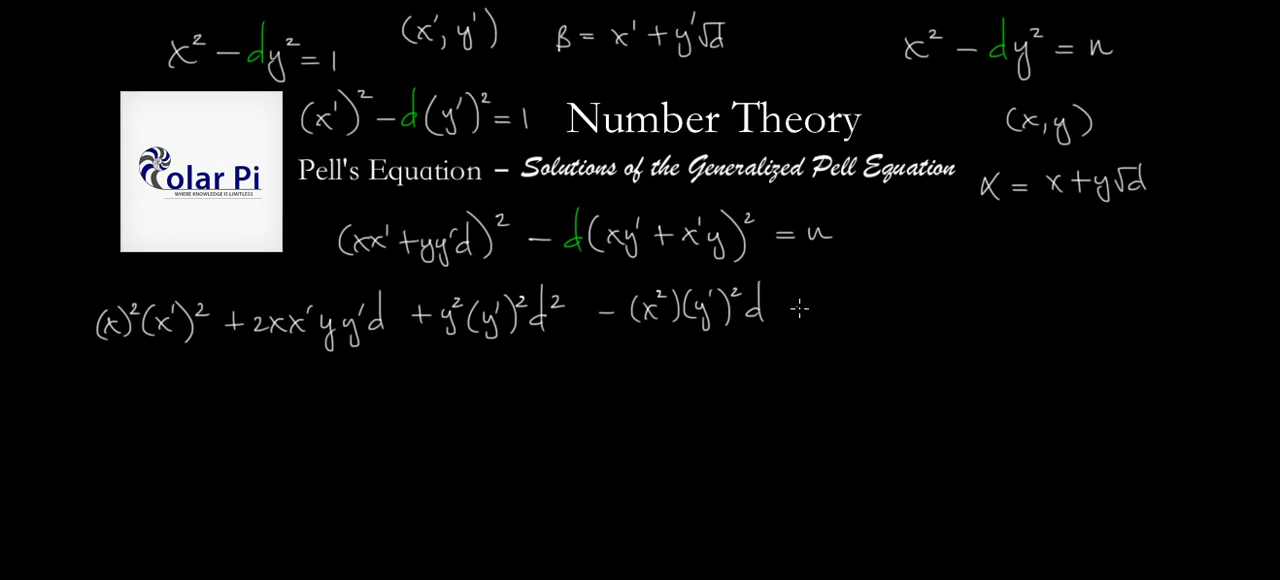 x² - dy² = 1
(x', y')
β = x' + y'√d
x² - dy² = n
(x')² - d(y')² = 1
Number Theory
(x, y)
olar Pi
WHERE KNOWLEDGE IS LIMITLESS
Pell's Equation – Solutions of the Generalized Pell Equation
α = x + y√d
(xx' + yy'd)² - d(xy' + x'y)² = n
(x)²(x')² + 2xx'yy'd + y²(y')²d² - (x²)(y')²d